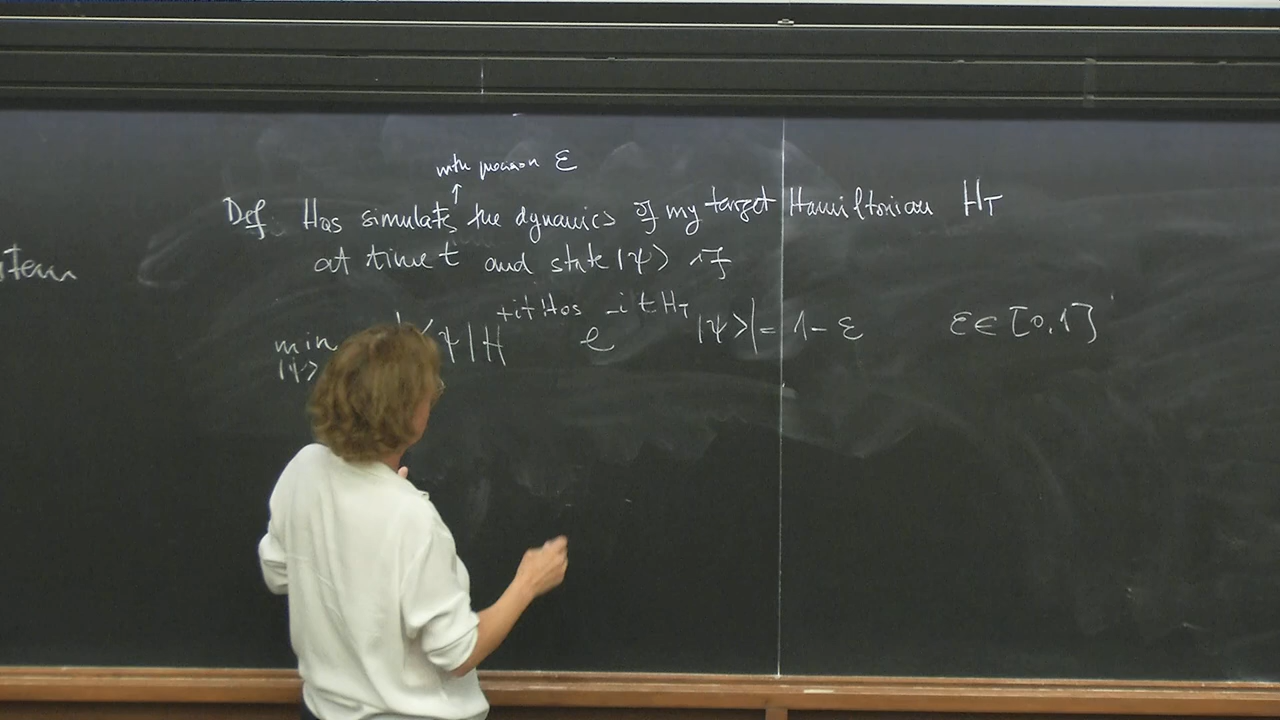 with precision ε
Def Hqs simulates the dynamics of my target Hamiltonian H_T
at time t and state |ψ> if
min |<ψ|H^{+itHqs} e^{-itH_T} |ψ>| = 1-ε ε∈[0,1]
|ψ>